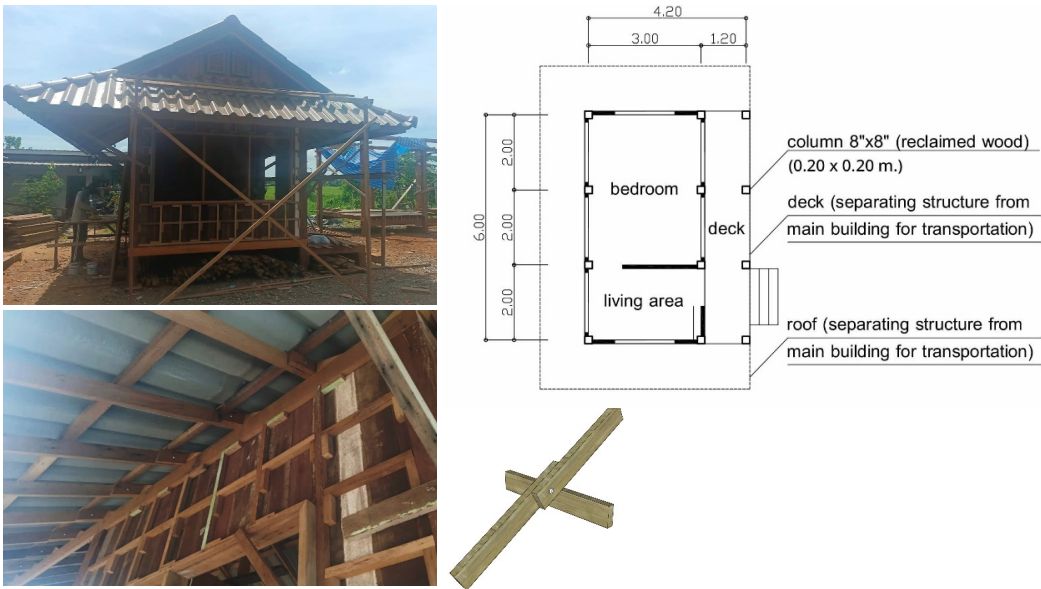 4.20
3.00
1.20
column 8"x8" (reclaimed wood)
(0.20 x 0.20 m.)
2.00
bedroom
deck (separating structure from
main building for transportation)
6.00
2.00
deck
2.00
living area
roof (separating structure from
main building for transportation)